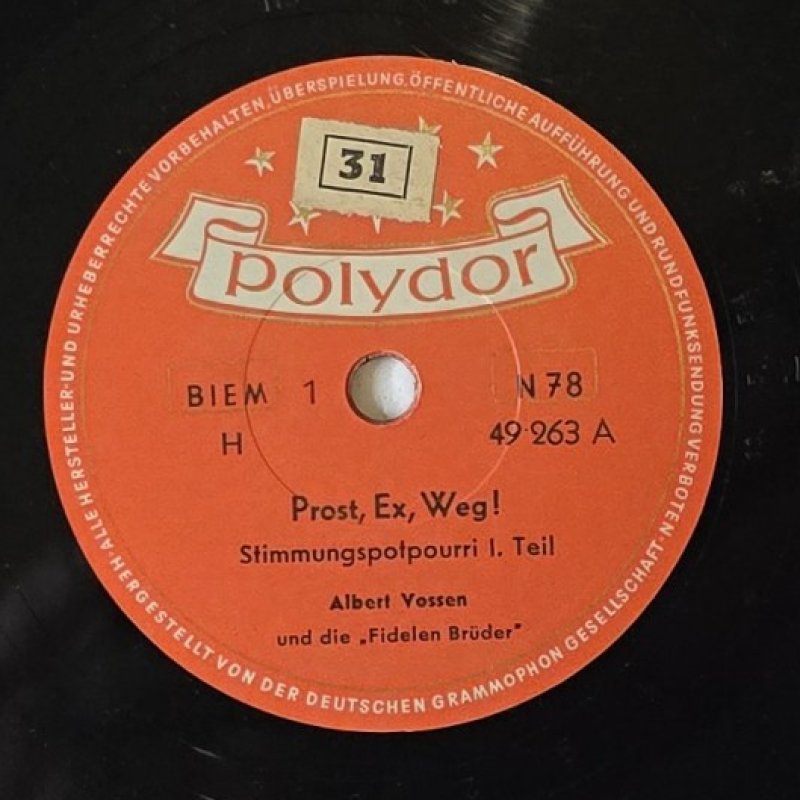 31
polydor
BIEM 1 N 78
H 49·263 A
Prost, Ex, Weg!
Stimmungspotpourri I. Teil
Albert Vossen
und die „Fidelen Brüder"
ALLE HERSTELLER-UND URHEBERRECHTE VORBEHALTEN, ÜBERSPIELUNG, ÖFFENTLICHE AUFFÜHRUNG UND RUNDFUNKSENDUNG VERBOTEN·
HERGESTELLT VON DER DEUTSCHEN GRAMMOPHON GESELLSCHAFT·